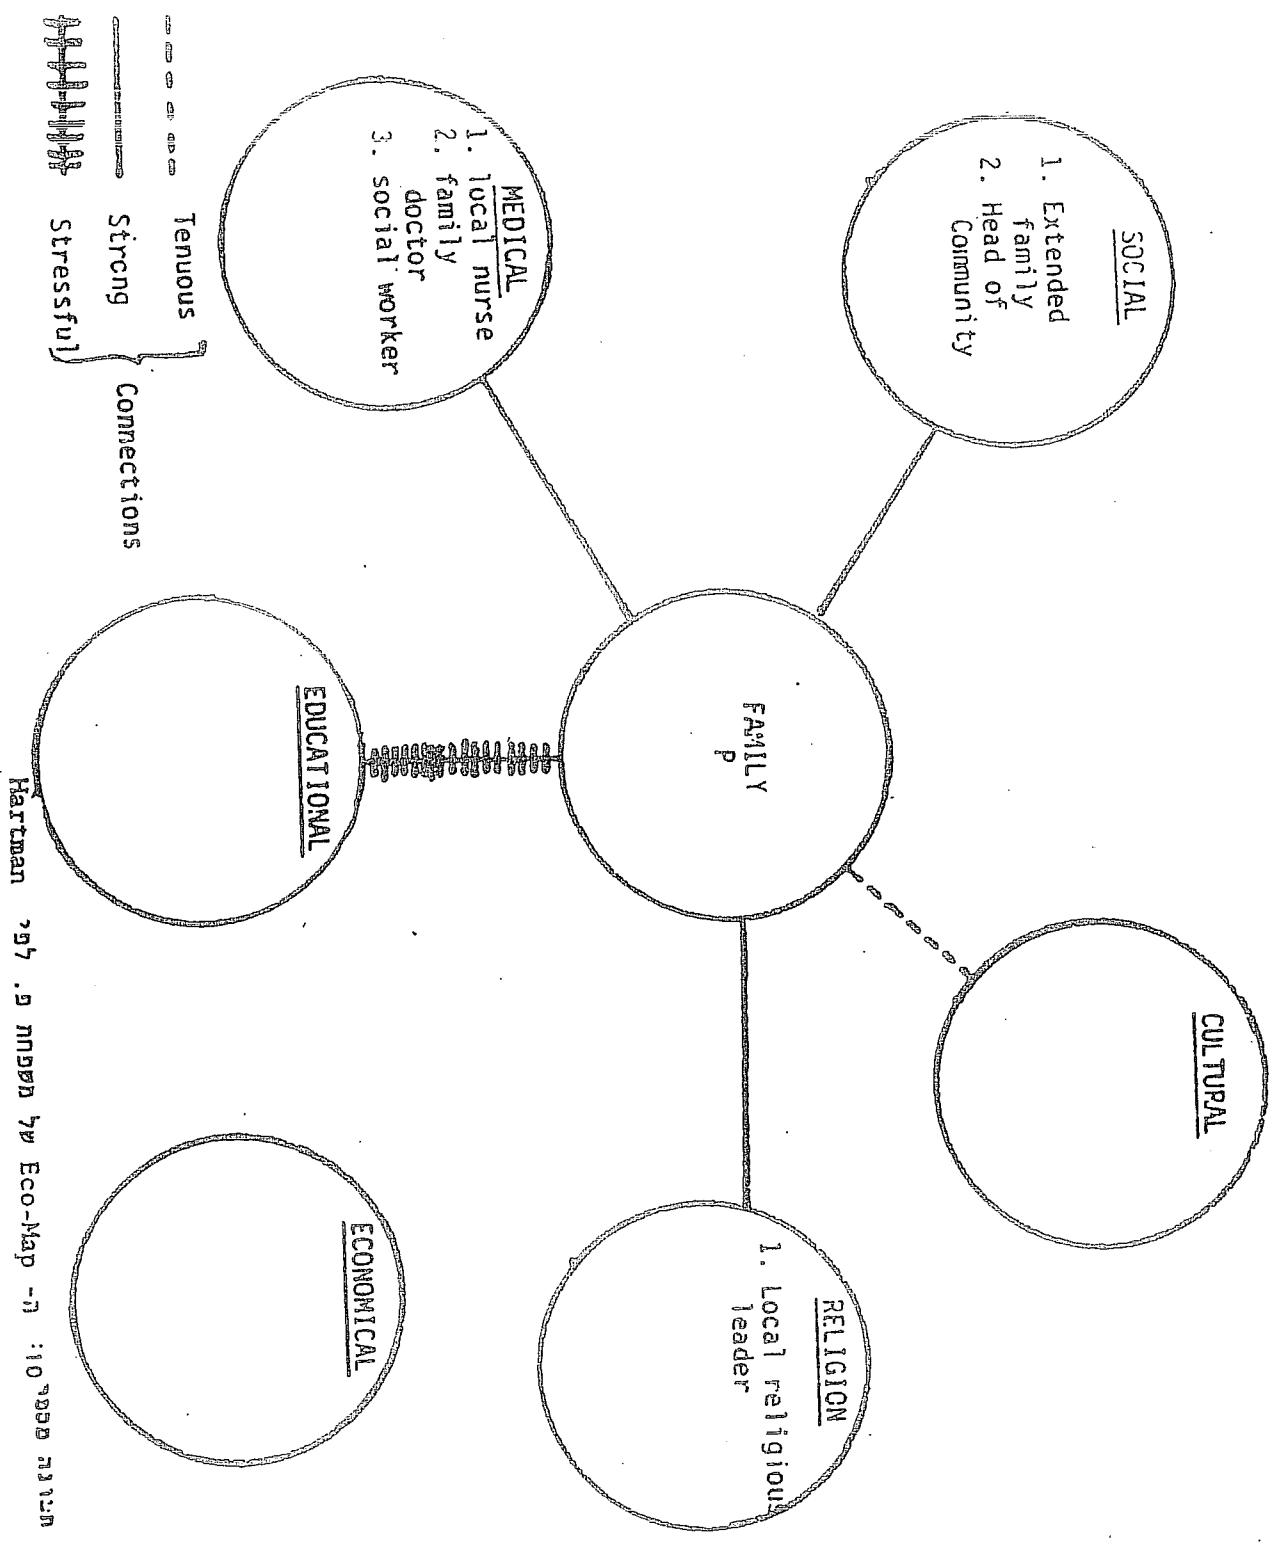 CULTURAL
SOCIAL
1. Extended
family
2. Head of
Community
RELIGION
1. Local religious
leader
FAMILY
P
MEDICAL
1. local nurse
2. family
doctor
3. social worker
ECONOMICAL
EDUCATIONAL
Tenuous
Strong
Stressful
Connections
תמונה מספר 10: ה- Eco-Map של משפחת פ. לפי Hartman